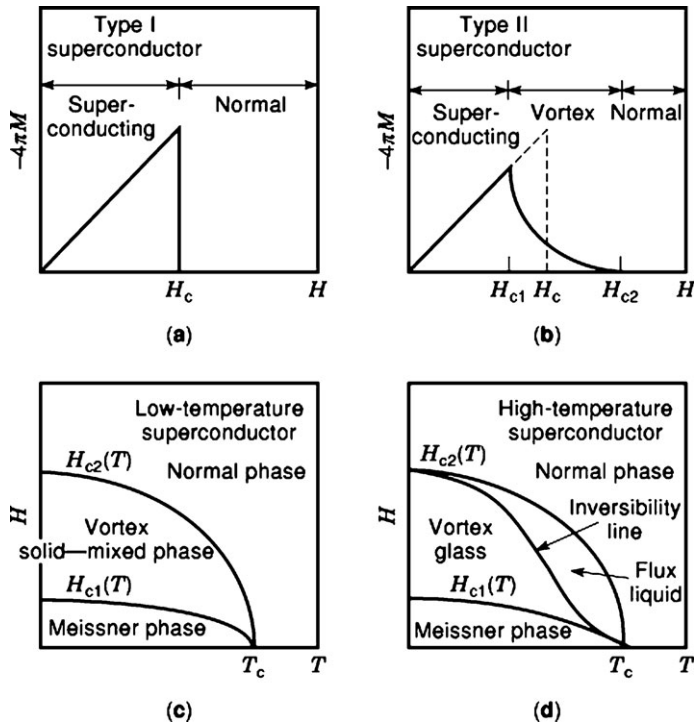 Type I
superconductor
Super-
conducting
Normal
−4πM
H_c
H
(a)
Type II
superconductor
Super-
conducting
Vortex
Normal
−4πM
H_c1
H_c
H_c2
H
(b)
Low-temperature
superconductor
H_c2(T)
Normal phase
H
Vortex
solid—mixed phase
H_c1(T)
Meissner phase
T_c
T
(c)
High-temperature
superconductor
H_c2(T)
Normal phase
H
Inversibility
line
Vortex
glass
Flux
liquid
H_c1(T)
Meissner phase
T_c
T
(d)